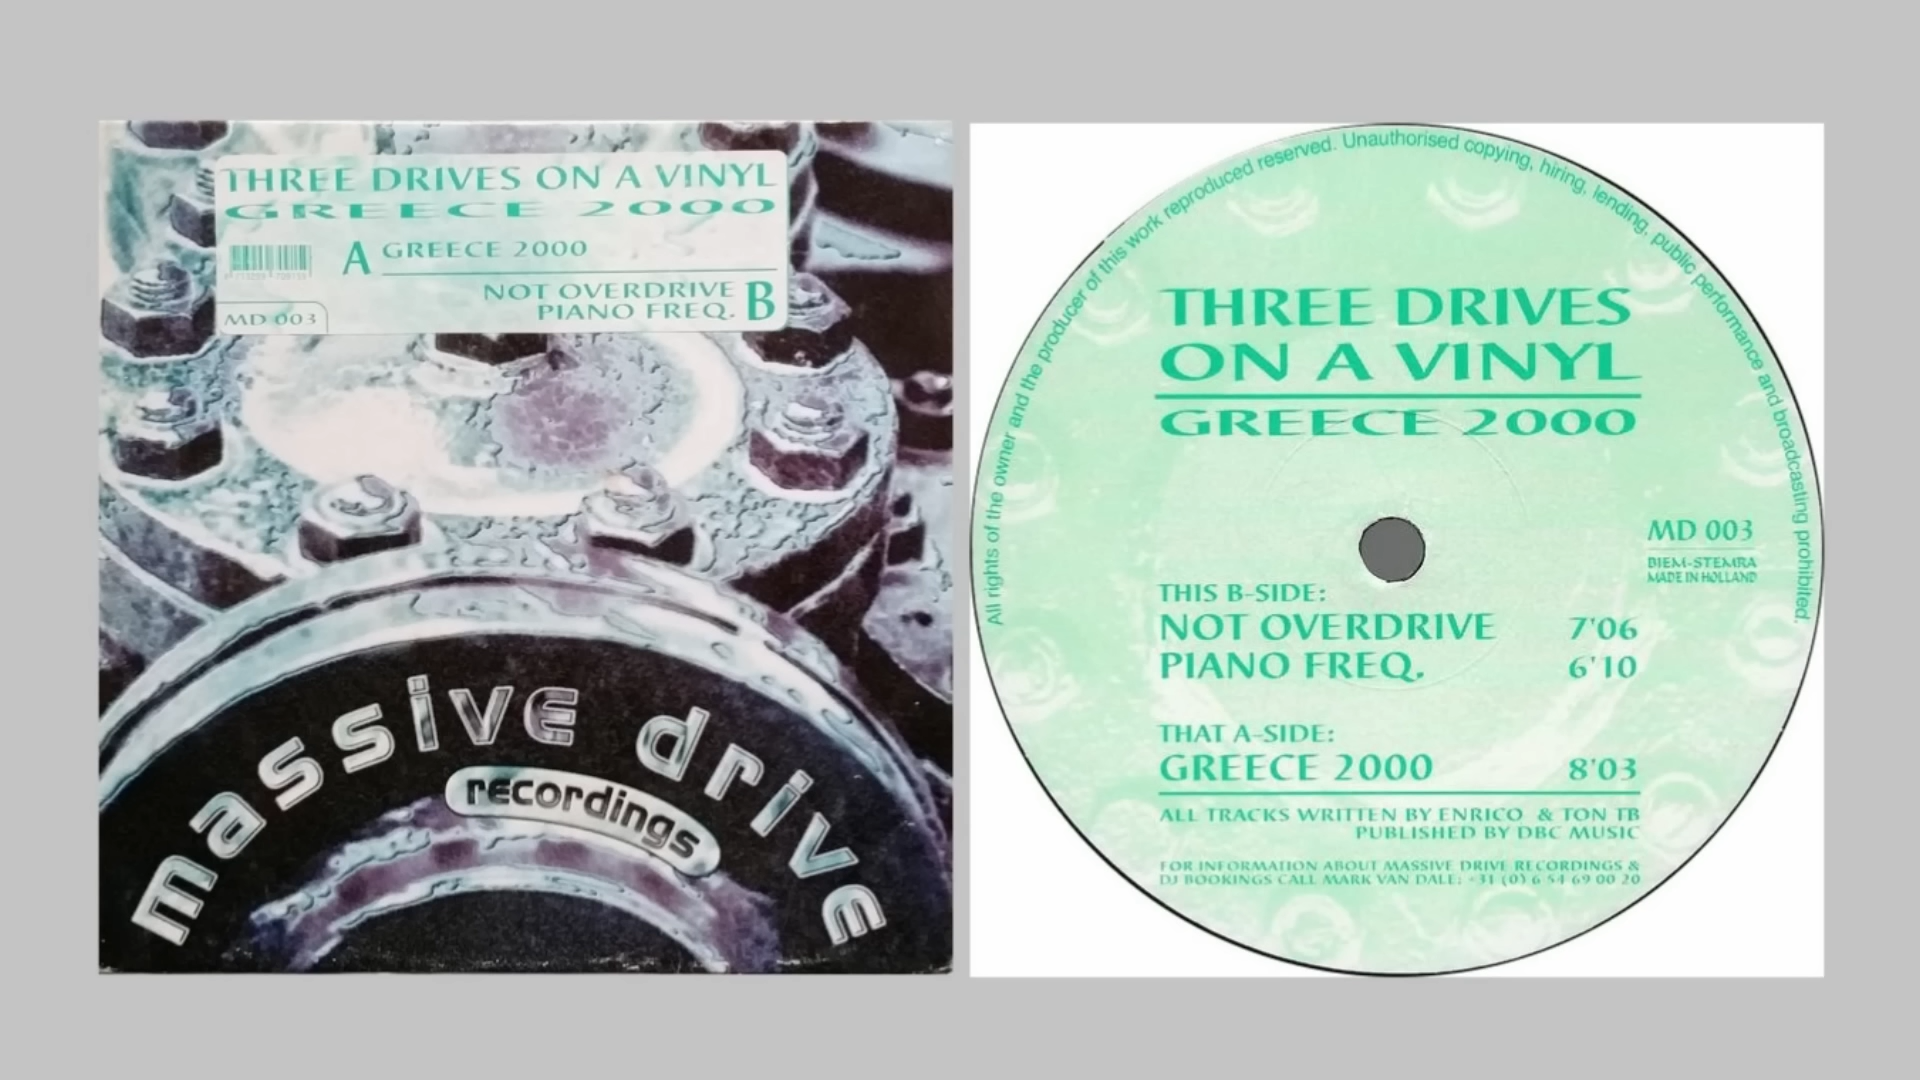 THREE DRIVES ON A VINYL
GREECE 2000
A GREECE 2000
NOT OVERDRIVE B
PIANO FREQ.
MD 003
massive drive
recordings
All rights of the owner and the producer of this work reproduced reserved. Unauthorised copying, hiring, lending, public performance and broadcasting prohibited.
THREE DRIVES
ON A VINYL
GREECE 2000
MD 003
BIEM-STEMRA
MADE IN HOLLAND
THIS B-SIDE:
NOT OVERDRIVE 7'06
PIANO FREQ. 6'10
THAT A-SIDE:
GREECE 2000 8'03
ALL TRACKS WRITTEN BY ENRICO & TON TB
PUBLISHED BY DBC MUSIC
FOR INFORMATION ABOUT MASSIVE DRIVE RECORDINGS &
DJ BOOKINGS CALL MARK VAN DALE: +31 (0) 6 54 69 00 20